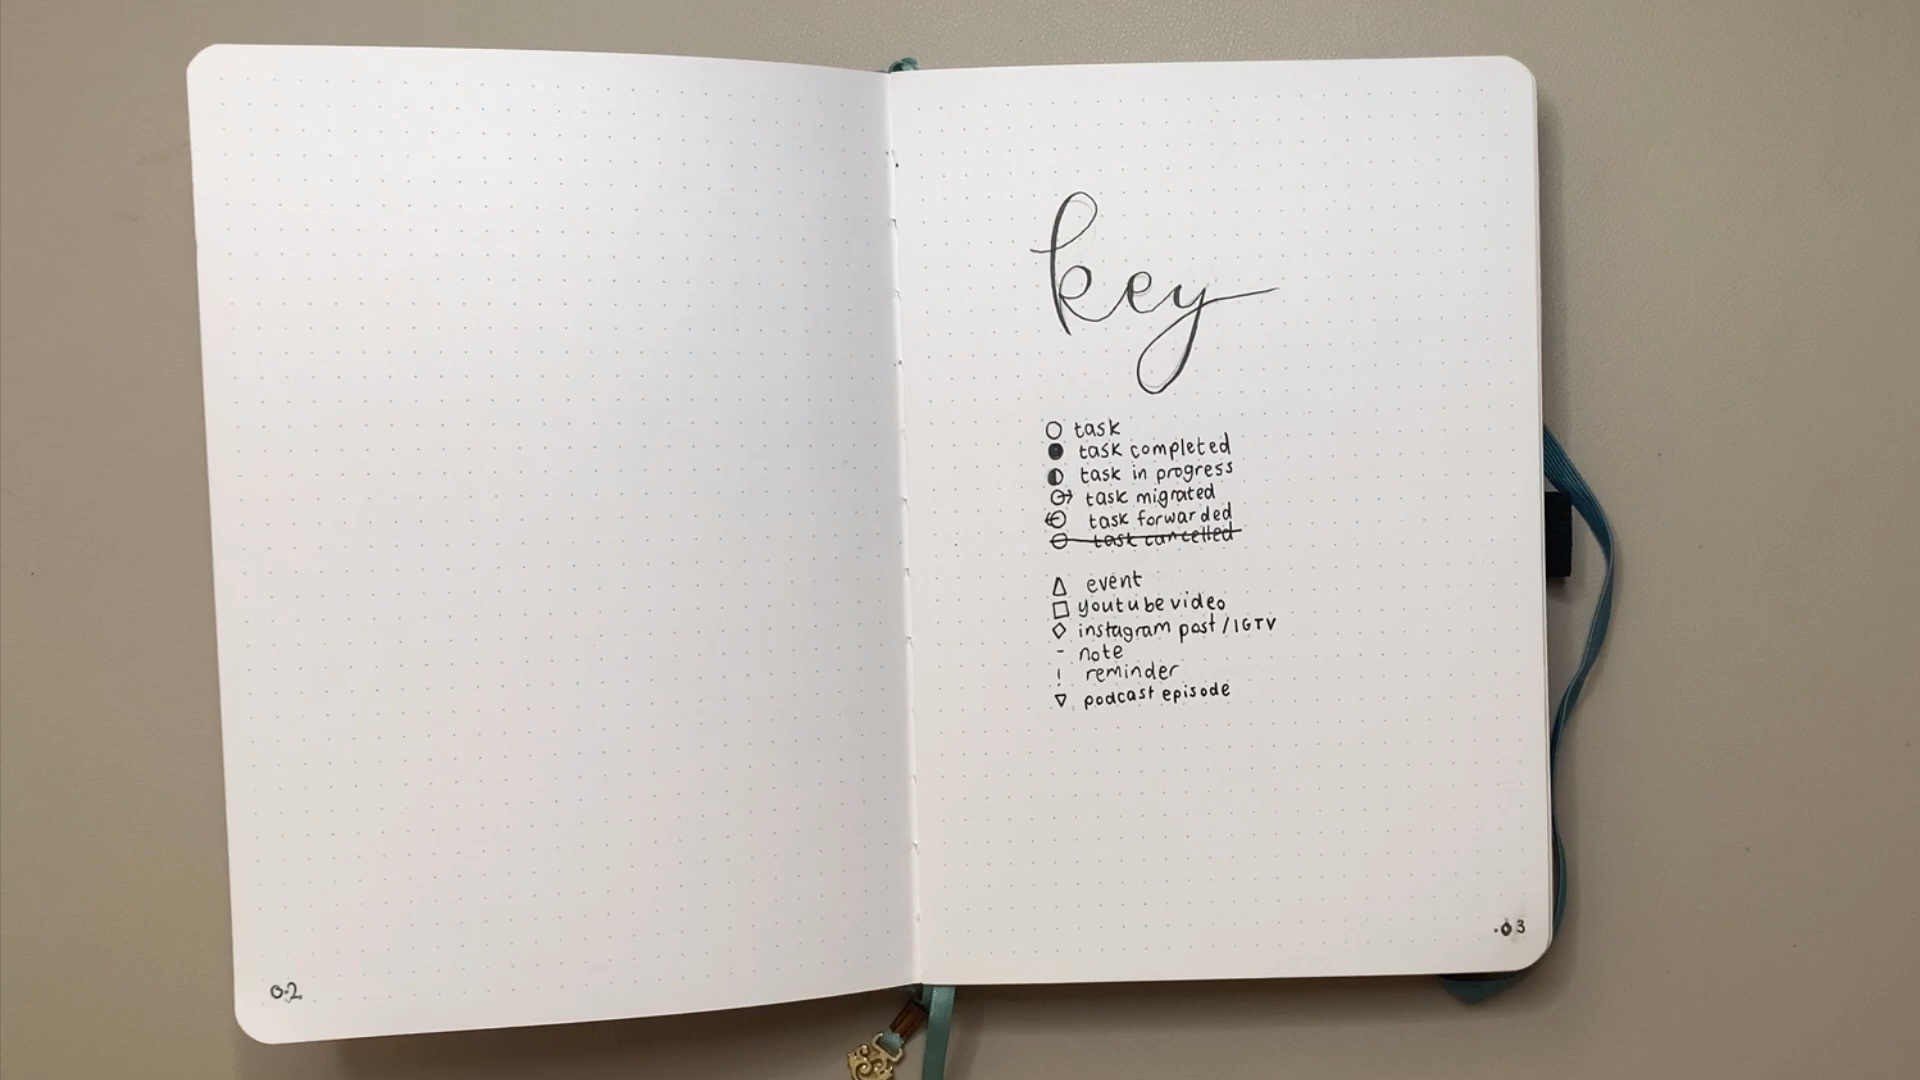 key
○ task
● task completed
◐ task in progress
task migrated
task forwarded
task cancelled
△ event
□ youtube video
◇ instagram post / IGTV
- note
! reminder
▽ podcast episode
02
03